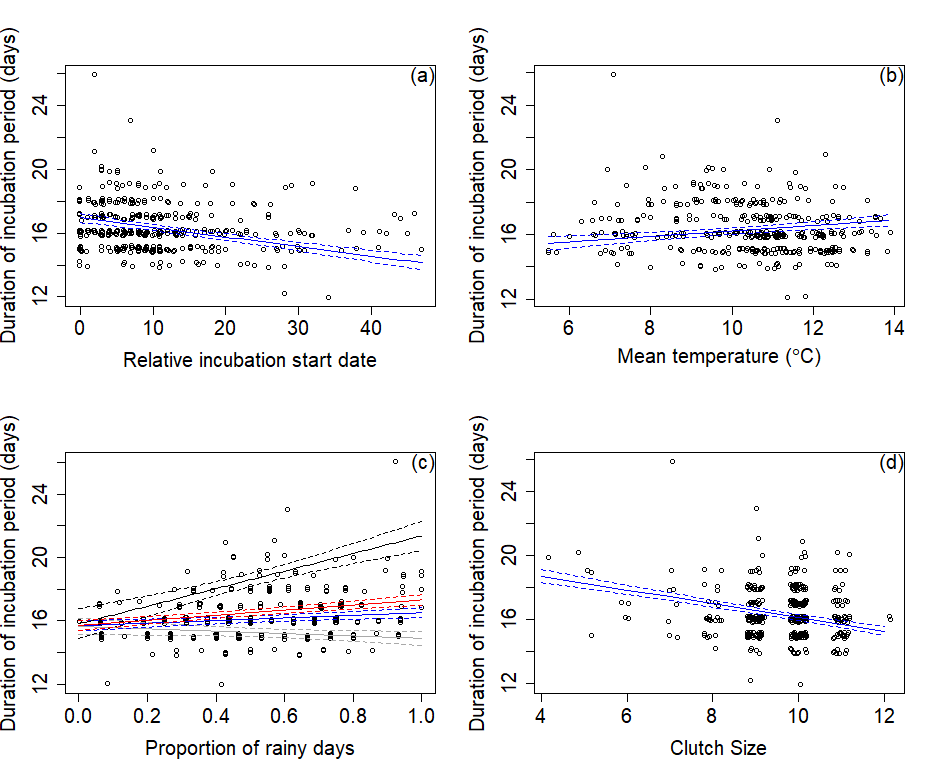 (a)
Duration of incubation period (days)
24
20
16
12
0 10 20 30 40
Relative incubation start date
(b)
Duration of incubation period (days)
24
20
16
12
6 8 10 12 14
Mean temperature (°C)
(c)
Duration of incubation period (days)
24
20
16
12
0.0 0.2 0.4 0.6 0.8 1.0
Proportion of rainy days
(d)
Duration of incubation period (days)
24
20
16
12
4 6 8 10 12
Clutch Size